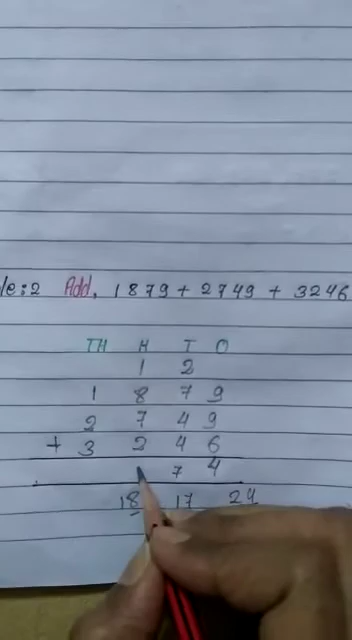 le:2 Add, 1879 + 2749 + 3246
TH H T O
1 2
1 8 7 9
2 7 4 9
+ 3 2 4 6
7 4
18 17 24